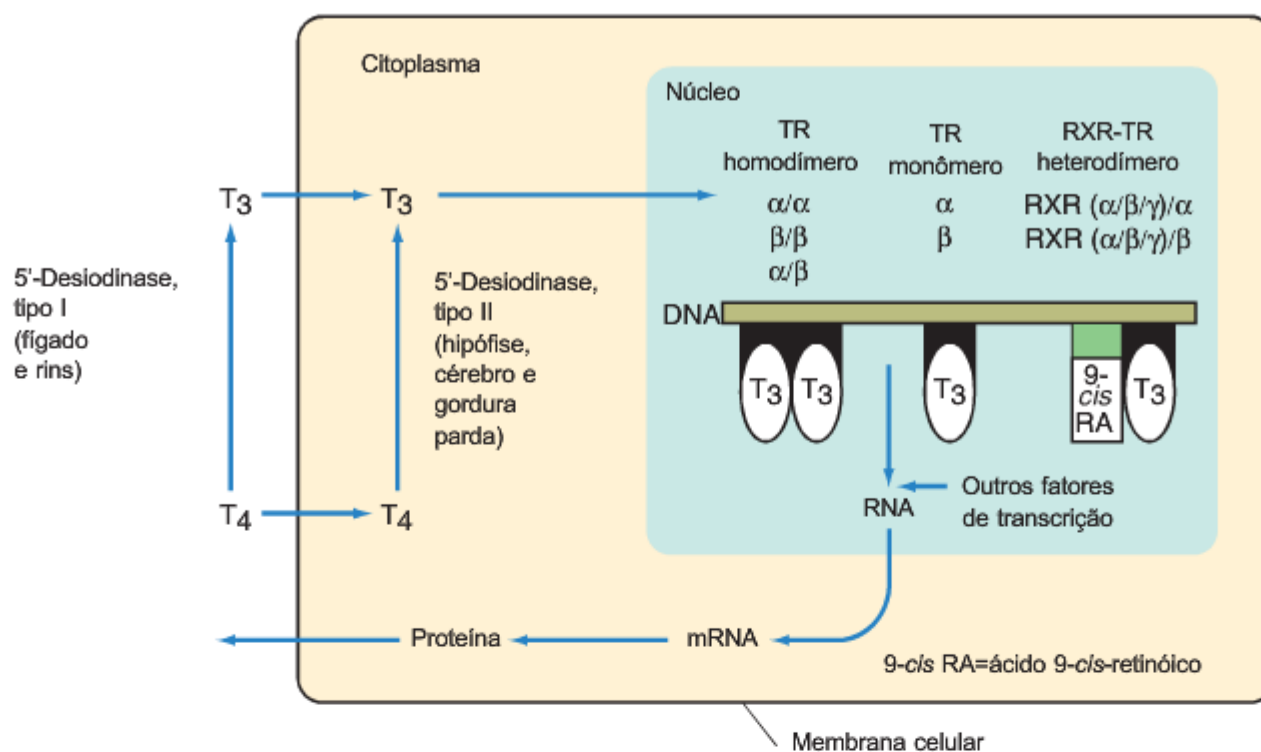 Citoplasma
Núcleo
TR
homodímero
TR
monômero
RXR-TR
heterodímero
α/α
α
RXR (α/β/γ)/α
β/β
β
RXR (α/β/γ)/β
α/β
T3
T3
5'-Desiodinase,
tipo I
(fígado
e rins)
5'-Desiodinase,
tipo II
(hipófise,
cérebro e
gordura
parda)
DNA
T3
T3
T3
9-
cis
RA
T3
T4
T4
RNA
Outros fatores
de transcrição
Proteína
mRNA
9-cis RA=ácido 9-cis-retinóico
Membrana celular